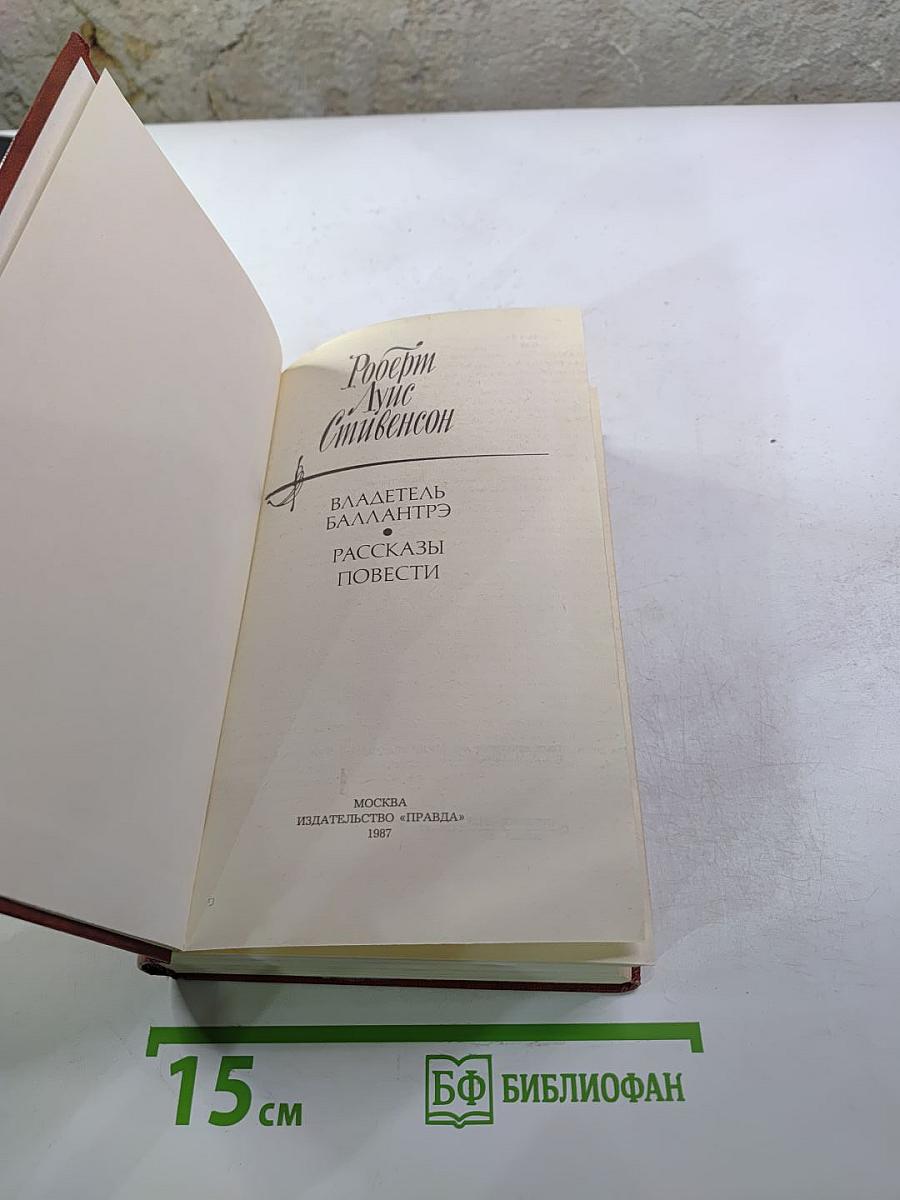 Роберт
Луис
Стивенсон
ВЛАДЕТЕЛЬ
БАЛЛАНТРЭ
•
РАССКАЗЫ
ПОВЕСТИ
МОСКВА
ИЗДАТЕЛЬСТВО «ПРАВДА»
1987
15 см
БФ БИБЛИОФАН